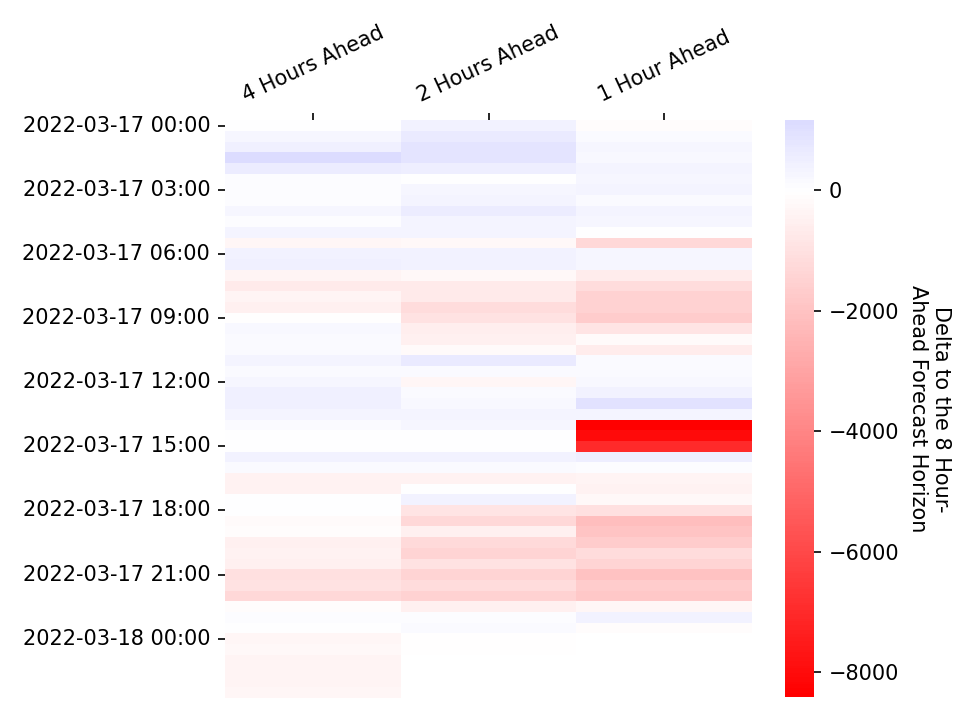 4 Hours Ahead
2 Hours Ahead
1 Hour Ahead
2022-03-17 00:00
2022-03-17 03:00
2022-03-17 06:00
2022-03-17 09:00
2022-03-17 12:00
2022-03-17 15:00
2022-03-17 18:00
2022-03-17 21:00
2022-03-18 00:00
0
−2000
−4000
−6000
−8000
Delta to the 8 Hour-
Ahead Forecast Horizon